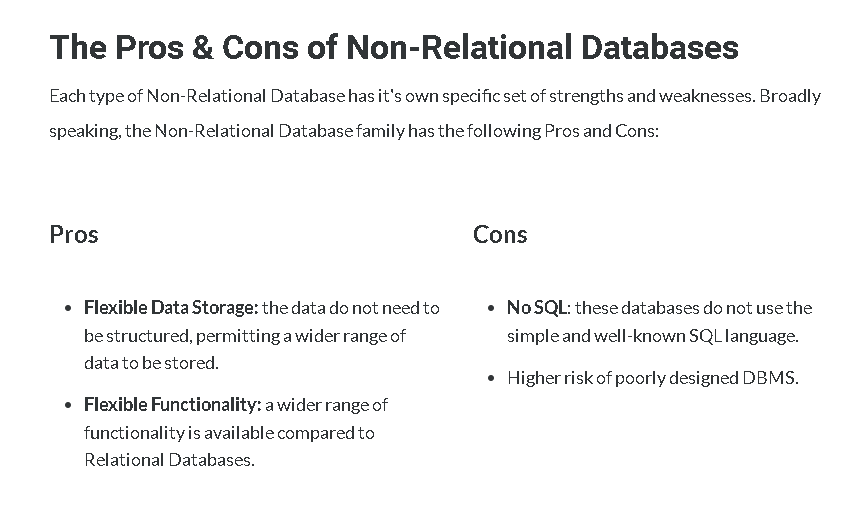 The Pros & Cons of Non-Relational Databases
Each type of Non-Relational Database has it's own specific set of strengths and weaknesses. Broadly
speaking, the Non-Relational Database family has the following Pros and Cons:
Pros
• Flexible Data Storage: the data do not need to
be structured, permitting a wider range of
data to be stored.
• Flexible Functionality: a wider range of
functionality is available compared to
Relational Databases.
Cons
• No SQL: these databases do not use the
simple and well-known SQL language.
• Higher risk of poorly designed DBMS.